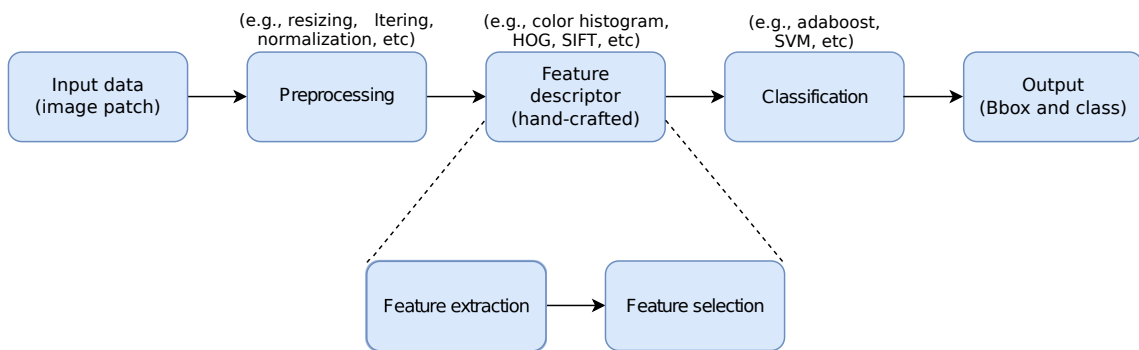 (e.g., resizing, ltering,
normalization, etc)
(e.g., color histogram,
HOG, SIFT, etc)
(e.g., adaboost,
SVM, etc)
Input data
(image patch)
Preprocessing
Feature
descriptor
(hand-crafted)
Classification
Output
(Bbox and class)
Feature extraction
Feature selection